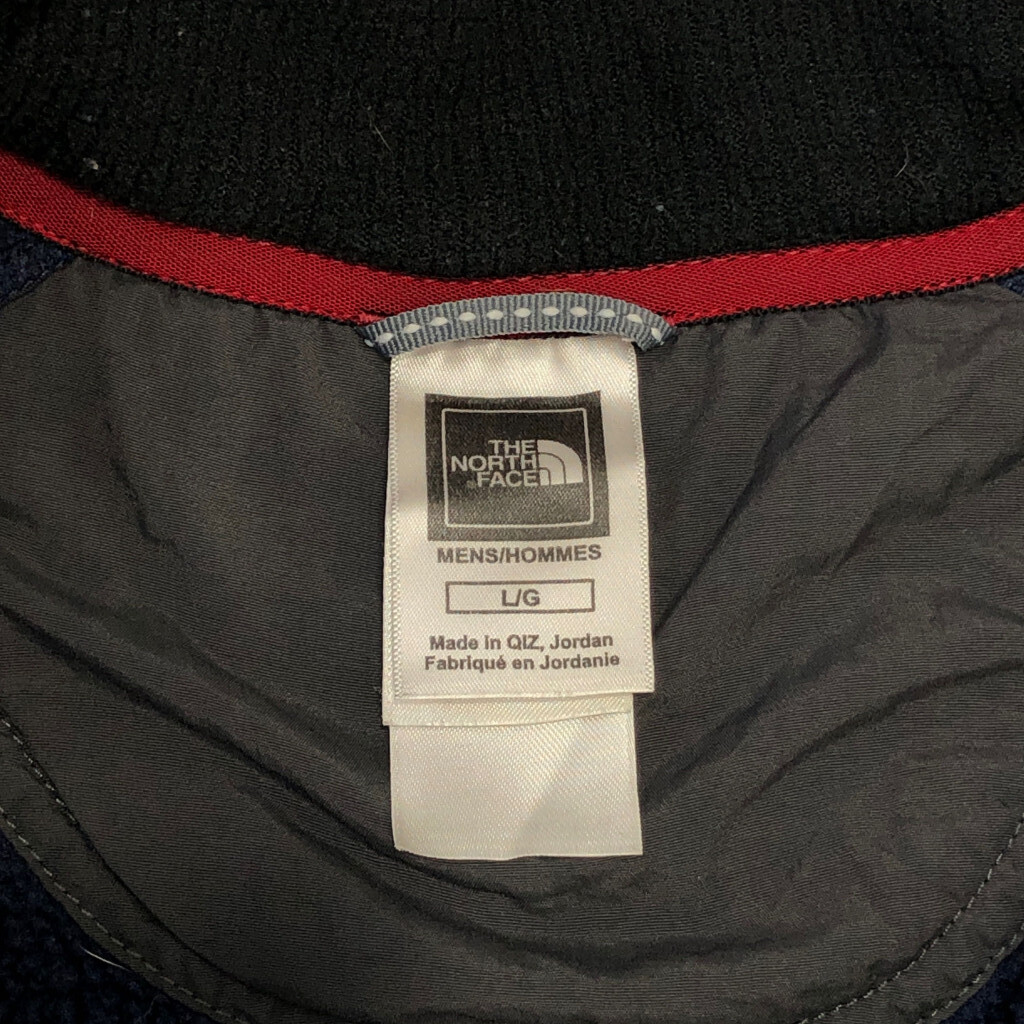 THE
NORTH
FACE
MENS/HOMMES
L/G
Made in QIZ, Jordan
Fabriqué en Jordanie